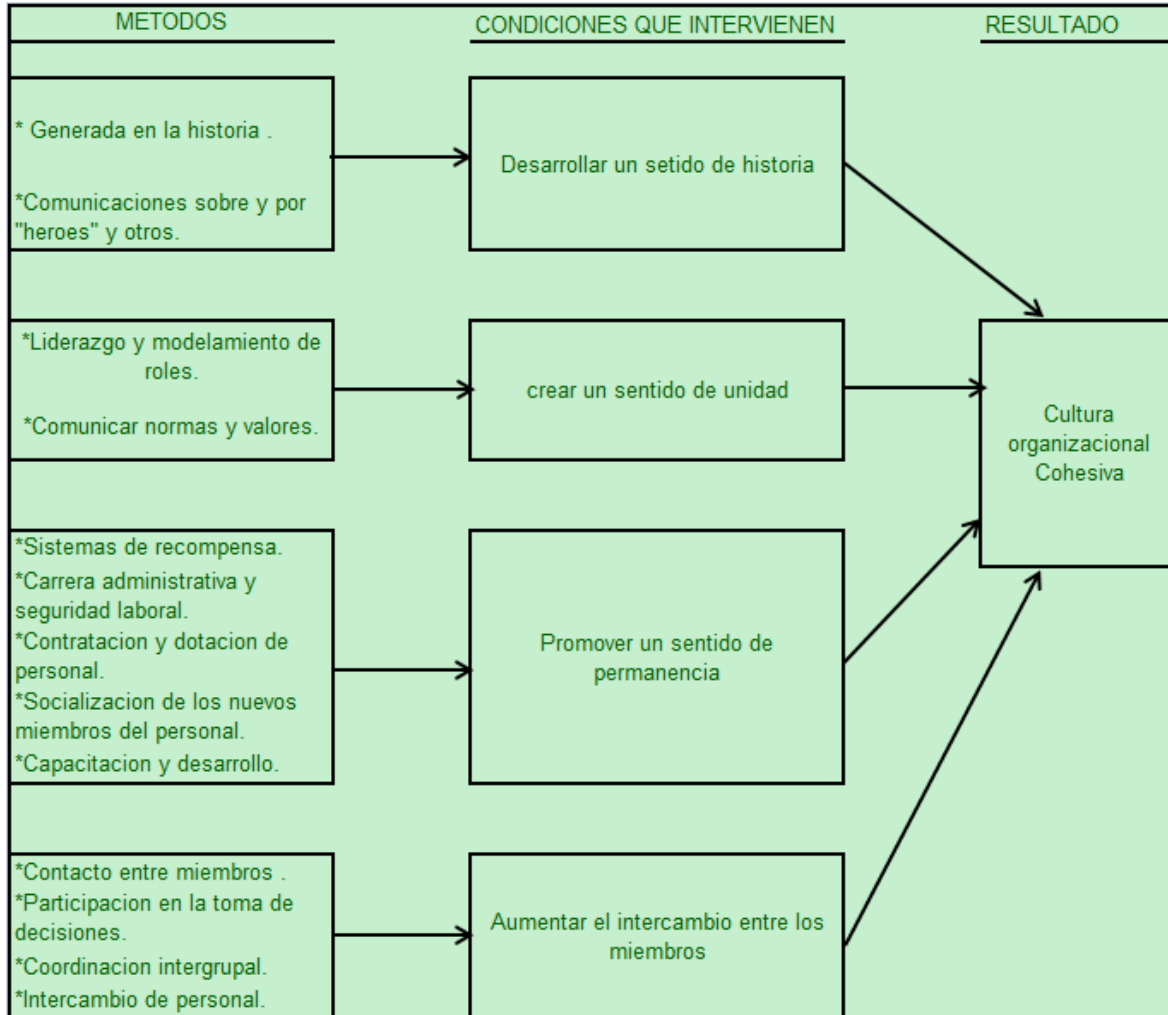 METODOS
CONDICIONES QUE INTERVIENEN
RESULTADO
* Generada en la historia .
*Comunicaciones sobre y por
"heroes" y otros.
Desarrollar un setido de historia
*Liderazgo y modelamiento de
roles.
*Comunicar normas y valores.
crear un sentido de unidad
Cultura
organizacional
Cohesiva
*Sistemas de recompensa.
*Carrera administrativa y
seguridad laboral.
*Contratacion y dotacion de
personal.
*Socializacion de los nuevos
miembros del personal.
*Capacitacion y desarrollo.
Promover un sentido de
permanencia
*Contacto entre miembros .
*Participacion en la toma de
decisiones.
*Coordinacion intergrupal.
*Intercambio de personal.
Aumentar el intercambio entre los
miembros